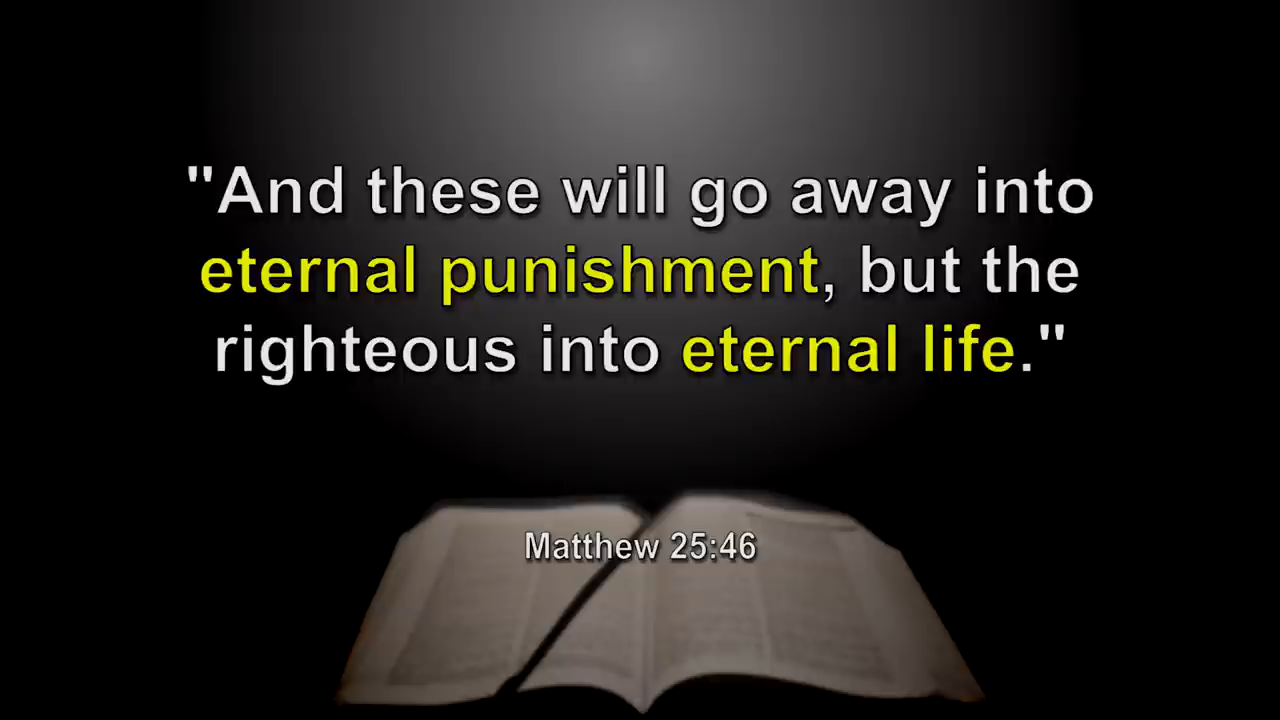 "And these will go away into
eternal punishment, but the
righteous into eternal life."
Matthew 25:46